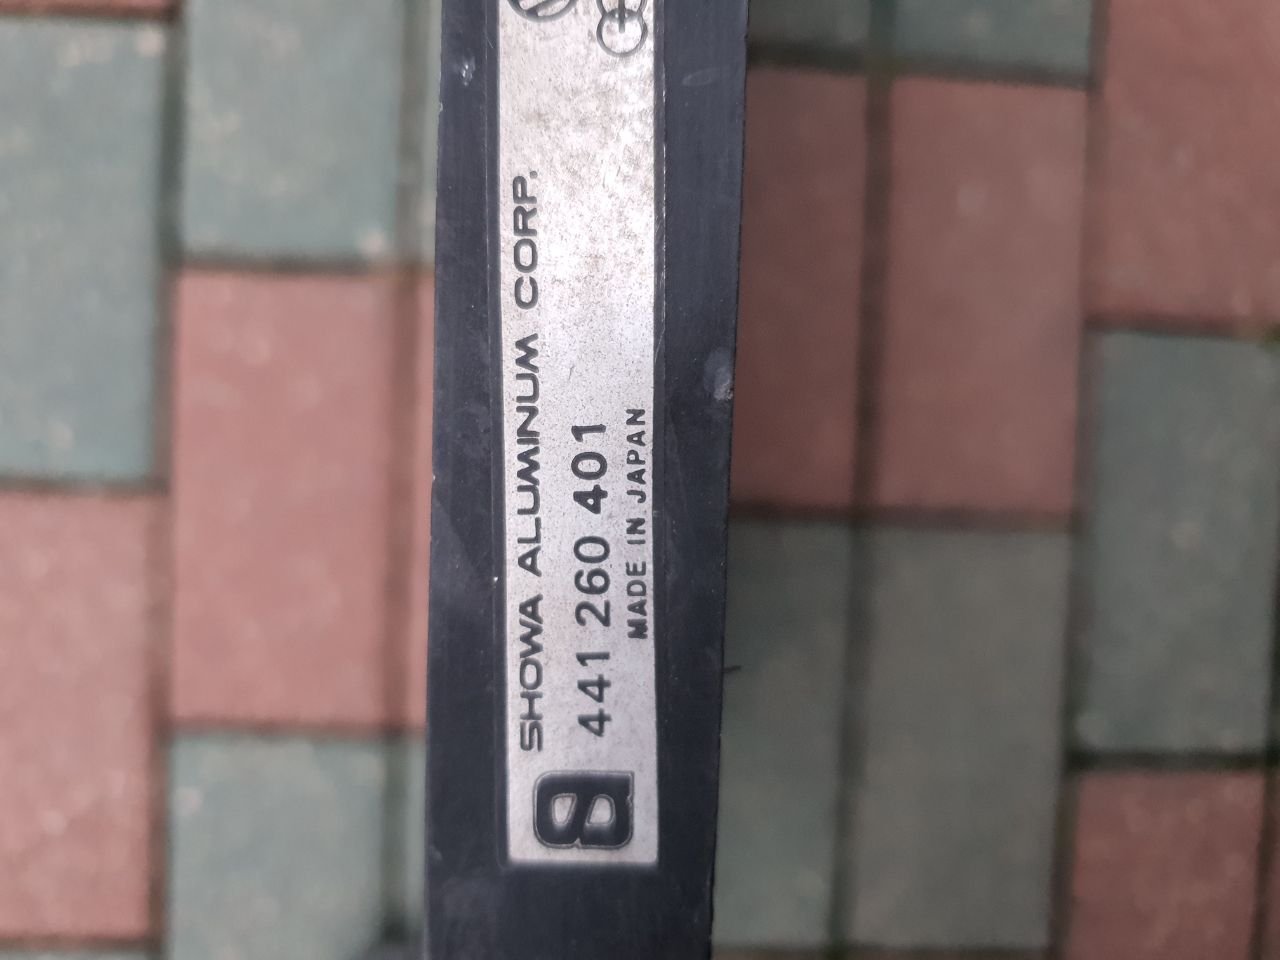 SHOWA ALUMINUM CORP.
441 260 401
MADE IN JAPAN